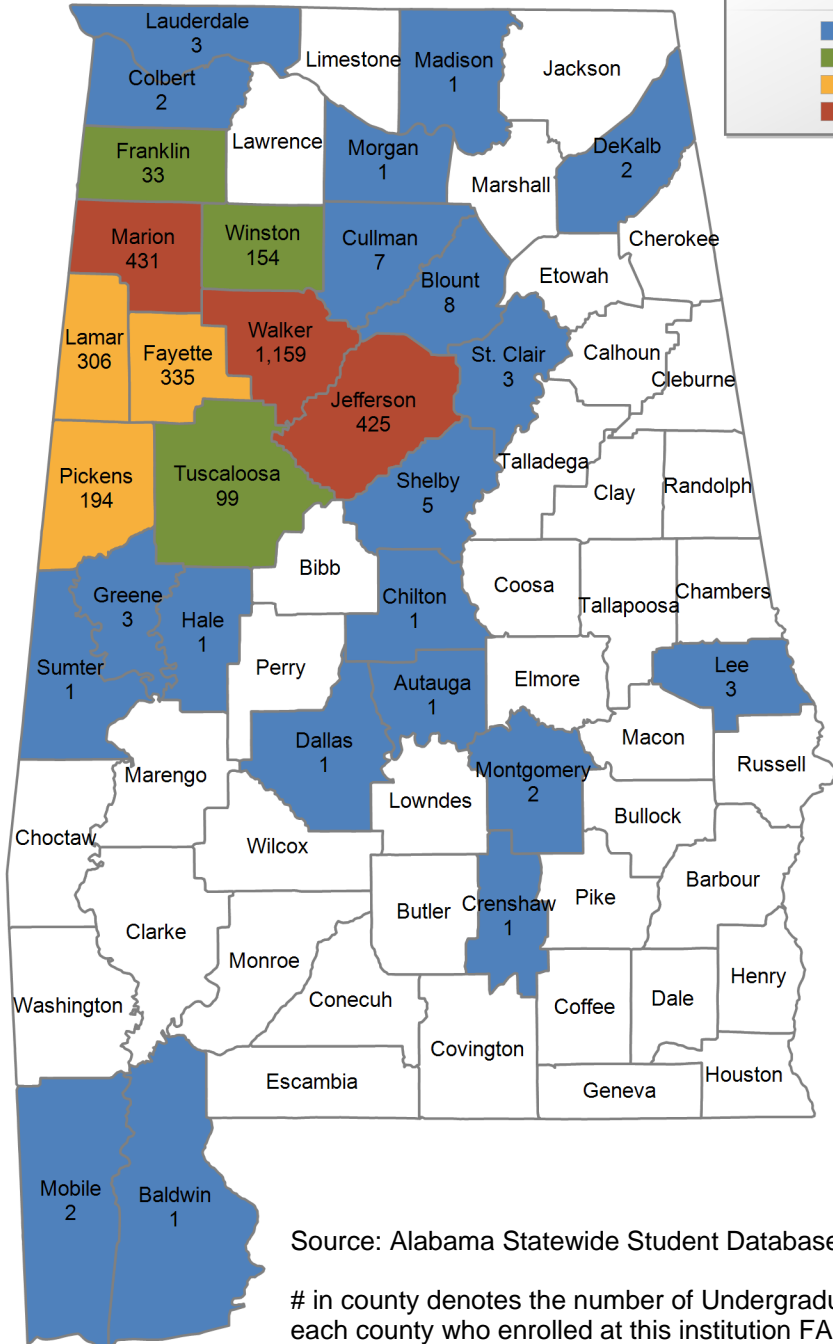 Lauderdale
3
Limestone
Madison
1
Jackson
Colbert
2
Lawrence
Franklin
33
Morgan
1
DeKalb
2
Marshall
Marion
431
Winston
154
Cullman
7
Cherokee
Blount
8
Etowah
Lamar
306
Fayette
335
Walker
1,159
St. Clair
3
Calhoun
Cleburne
Jefferson
425
Pickens
194
Tuscaloosa
99
Shelby
5
Talladega
Clay
Randolph
Bibb
Greene
3
Hale
1
Chilton
1
Coosa
Tallapoosa
Chambers
Sumter
1
Perry
Autauga
1
Elmore
Lee
3
Dallas
1
Macon
Marengo
Montgomery
2
Russell
Lowndes
Bullock
Choctaw
Wilcox
Barbour
Butler
Crenshaw
1
Pike
Clarke
Monroe
Henry
Washington
Conecuh
Coffee
Dale
Covington
Escambia
Geneva
Houston
Mobile
2
Baldwin
1
Source: Alabama Statewide Student Database
# in county denotes the number of Undergradu
each county who enrolled at this institution FA